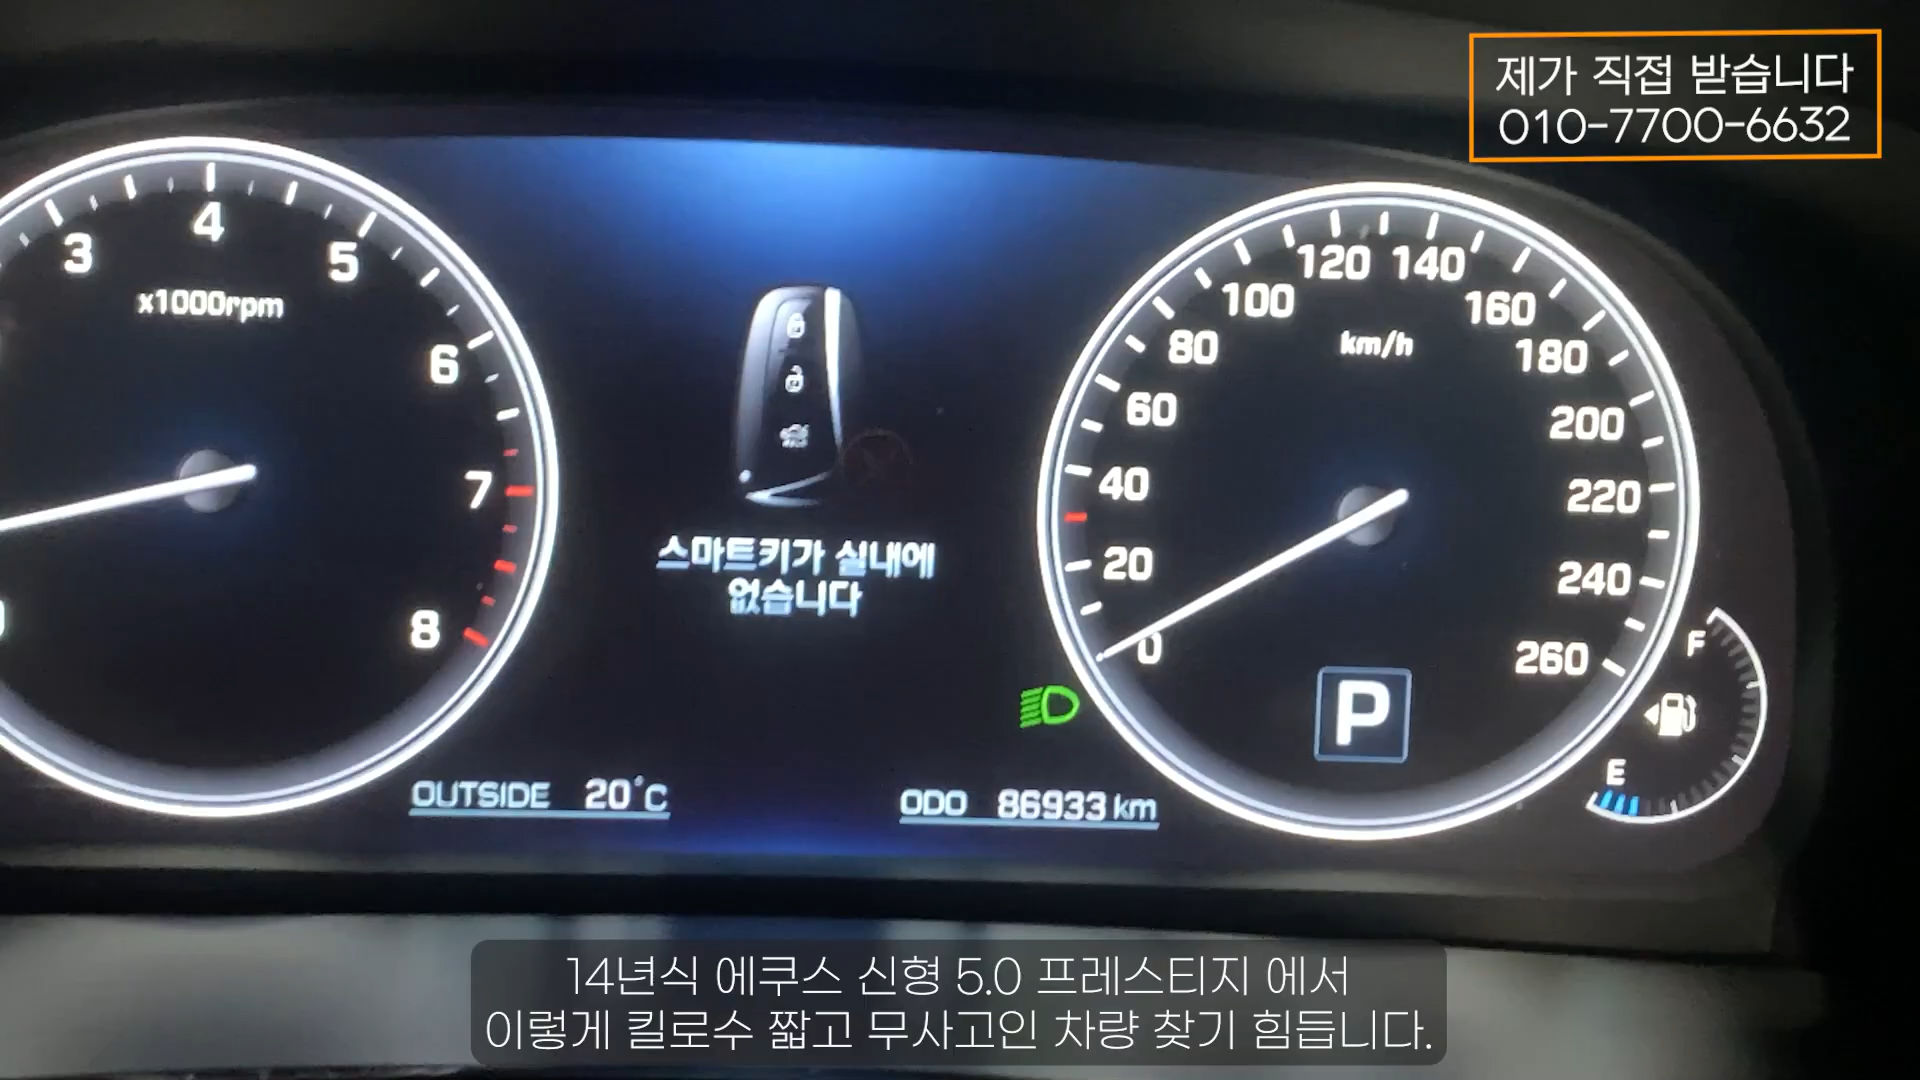 제가 직접 받습니다
010-7700-6632
3
4
5
6
7
8
x1000rpm
스마트키가 실내에
없습니다
OUTSIDE 20°C
ODO 86933 km
0
20
40
60
80
100
120
140
160
180
200
220
240
260
km/h
P
F
E
14년식 에쿠스 신형 5.0 프레스티지 에서
이렇게 킬로수 짧고 무사고인 차량 찾기 힘듭니다.